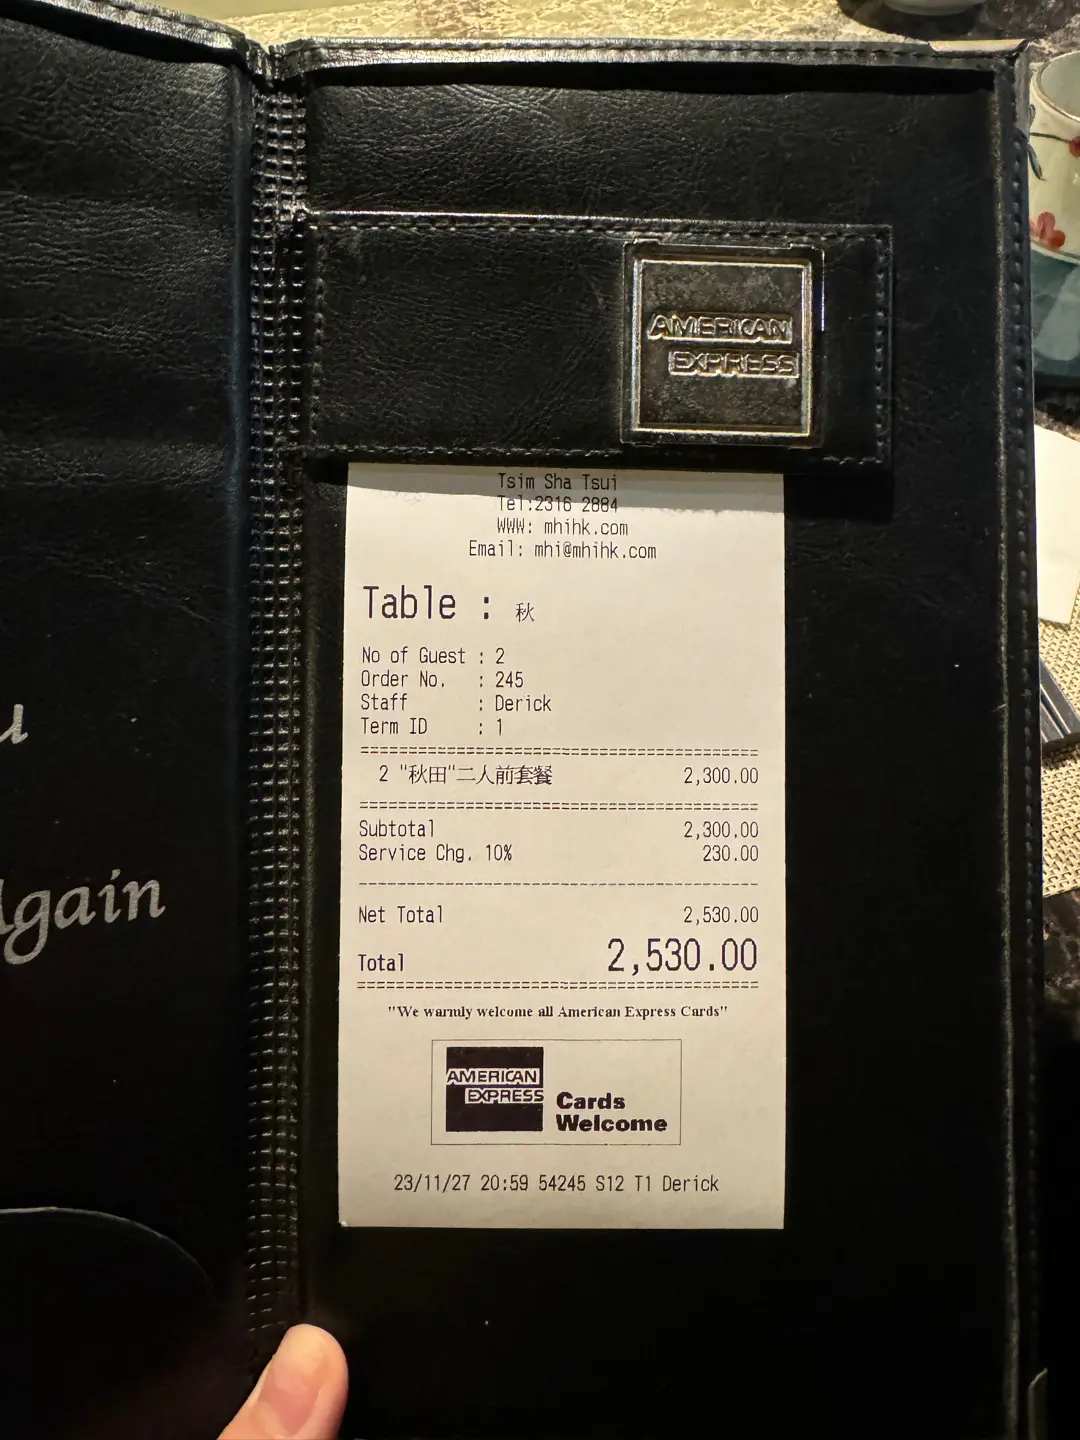 u
Again
AMERICAN
EXPRESS
Tsim Sha Tsui
Tel:2316 2884
WWW: mhihk.com
Email: mhi@mhihk.com
Table : 秋
No of Guest : 2
Order No. : 245
Staff : Derick
Term ID : 1
2 "秋田"二人前套餐 2,300.00
Subtotal 2,300.00
Service Chg. 10% 230.00
Net Total 2,530.00
Total 2,530.00
"We warmly welcome all American Express Cards"
AMERICAN
EXPRESS
Cards
Welcome
23/11/27 20:59 54245 S12 T1 Derick